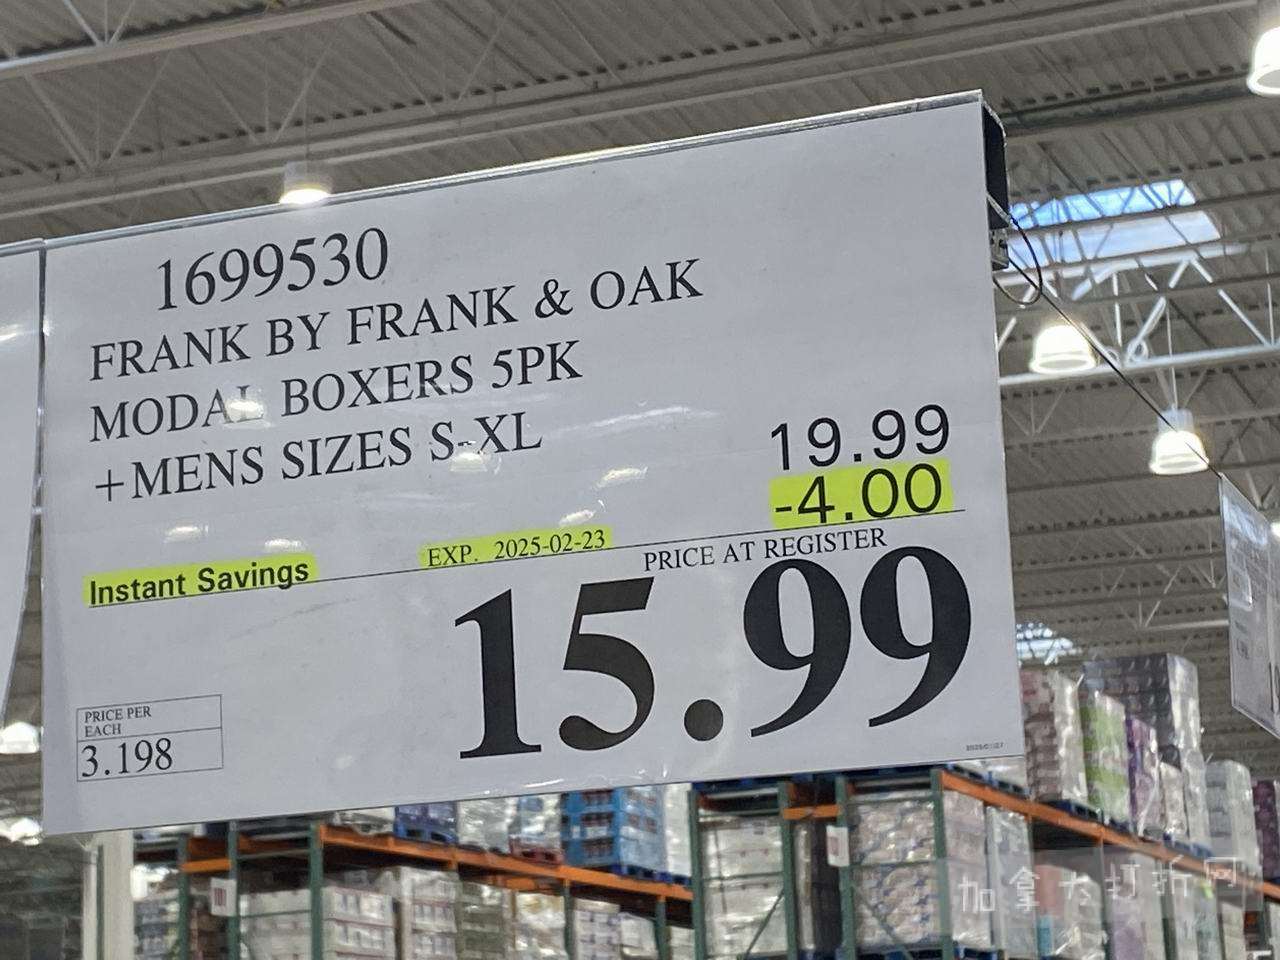 1699530
FRANK BY FRANK & OAK
MODAL BOXERS 5PK
+MENS SIZES S-XL
19.99
-4.00
Instant Savings
EXP. 2025-02-23
PRICE AT REGISTER
15.99
PRICE PER
EACH
3.198
加拿大打折网